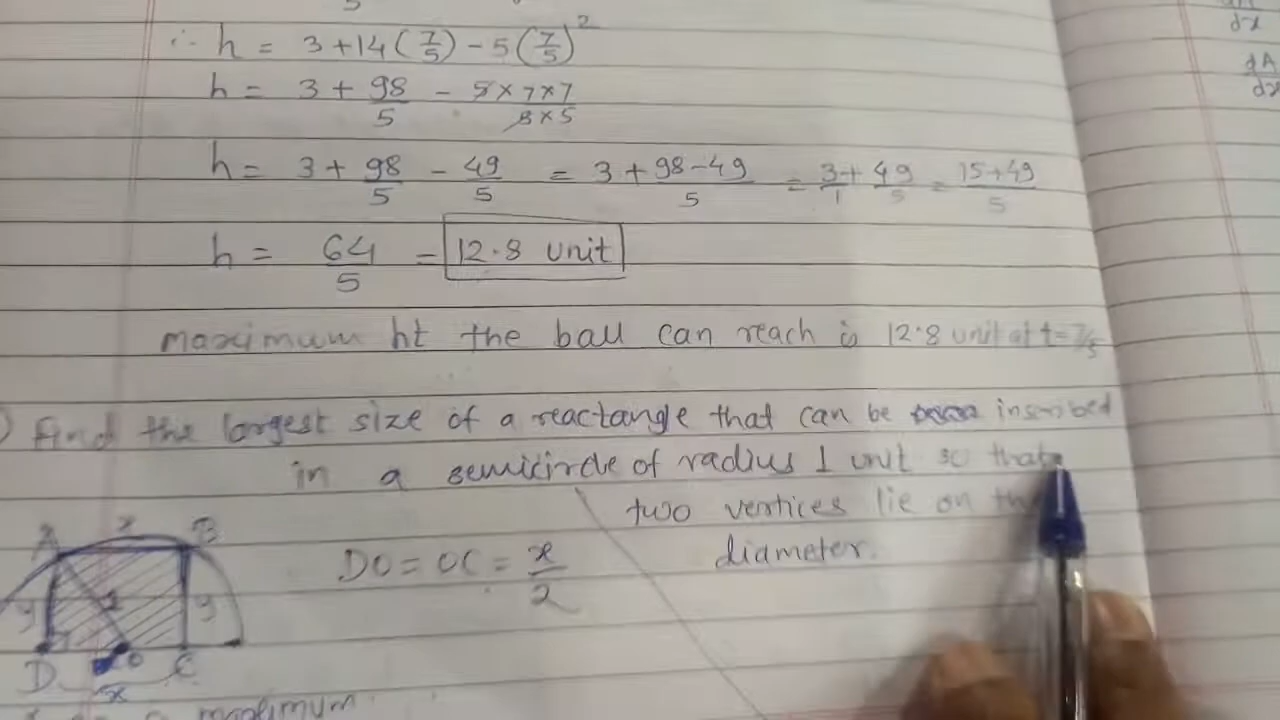 ∴ h = 3 + 14 (7/5) - 5 (7/5)²
h = 3 + 98/5 - 5 × 7 × 7 / 5 × 5
h = 3 + 98/5 - 49/5 = 3 + 98 - 49 / 5 = 3/1 + 49/5 = 15 + 49 / 5
h = 64/5 = 12.8 unit
maximum ht the ball can reach is 12.8 unit at t = 7/5
Find the largest size of a reactangle that can be inscribed
in a semicircle of radius 1 unit so that
two vertices lie on
diameter.
DO = OC = x/2
A x B
y 1 y
D O C
x
maximum
dx
dA/dx